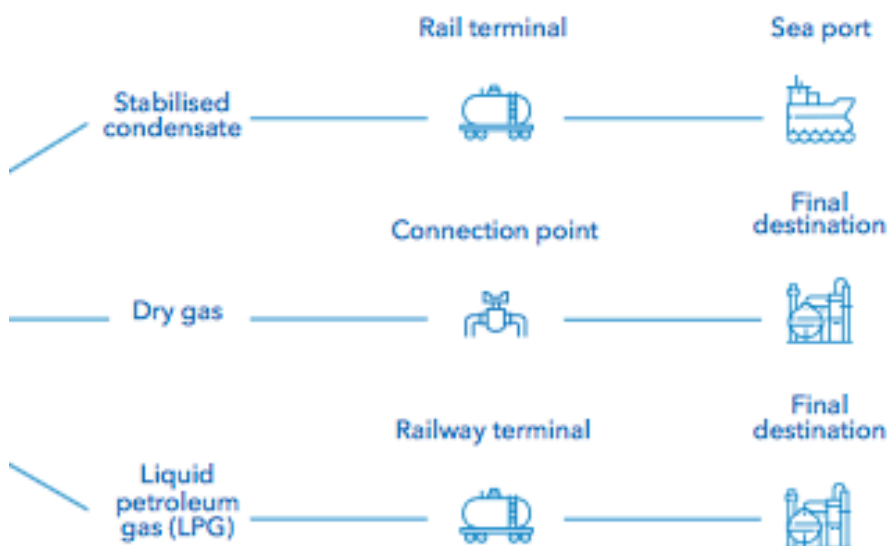 Rail terminal
Sea port
Stabilised
condensate
Connection point
Final
destination
Dry gas
Railway terminal
Final
destination
Liquid
petroleum
gas (LPG)